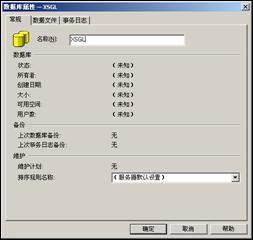 数据库属性 - XSGL
常规 数据文件 事务日志
名称(N): XSGL
数据库
状态: (未知)
所有者: (未知)
创建日期: (未知)
大小: (未知)
可用空间: (未知)
用户数: (未知)
备份
上次数据库备份: 无
上次事务日志备份: 无
维护
维护计划: 无
排序规则名称: (服务器默认设置)
确定 取消 帮助